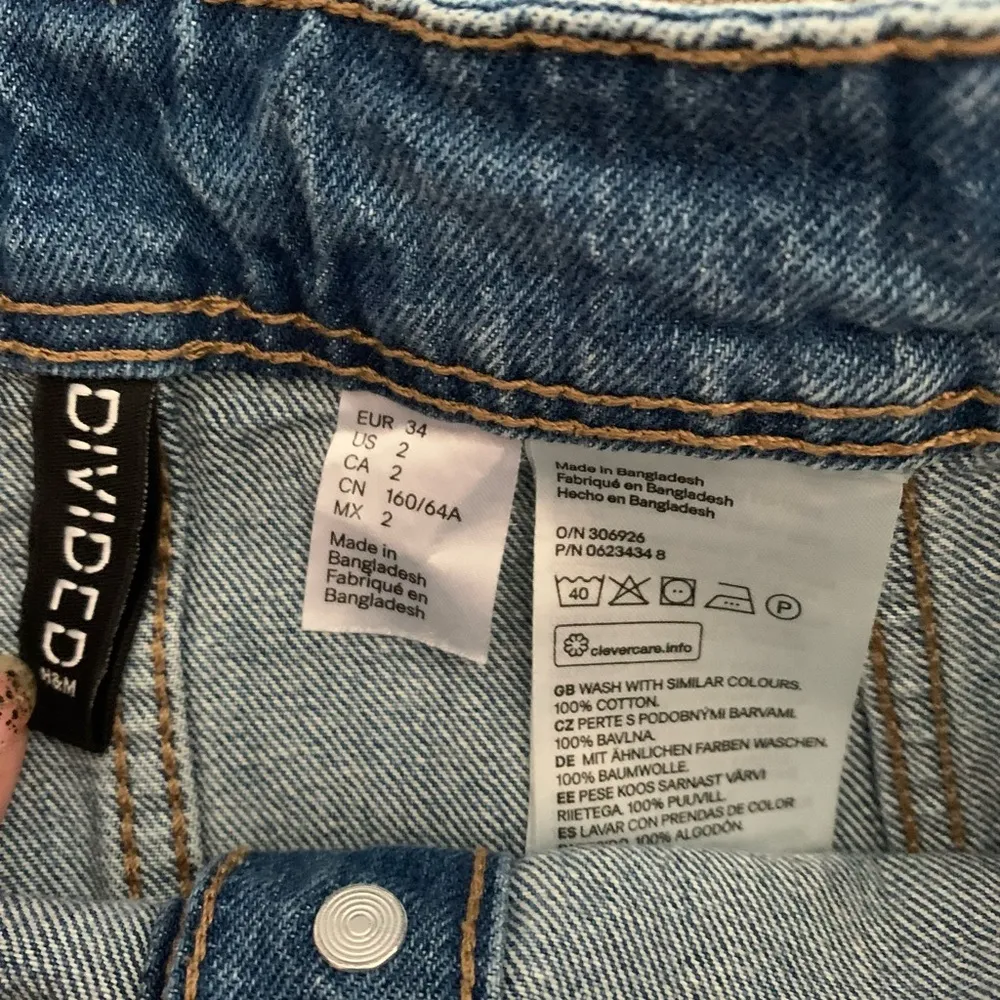 DIVIDED
H&M
EUR 34
US 2
CA 2
CN 160/64A
MX 2
Made in
Bangladesh
Fabriqué en
Bangladesh
Made in Bangladesh
Fabriqué en Bangladesh
Hecho en Bangladesh
O/N 306926
P/N 0623434 8
40
P
clevercare.info
GB WASH WITH SIMILAR COLOURS.
100% COTTON.
CZ PERTE S PODOBNÝMI BARVAMI.
100% BAVLNA.
DE MIT ÄHNLICHEN FARBEN WASCHEN.
100% BAUMWOLLE.
EE PESE KOOS SARNAST VÄRVI
RIIETEGA. 100% PUUVILL.
ES LAVAR CON PRENDAS DE COLOR
100% ALGODÓN.